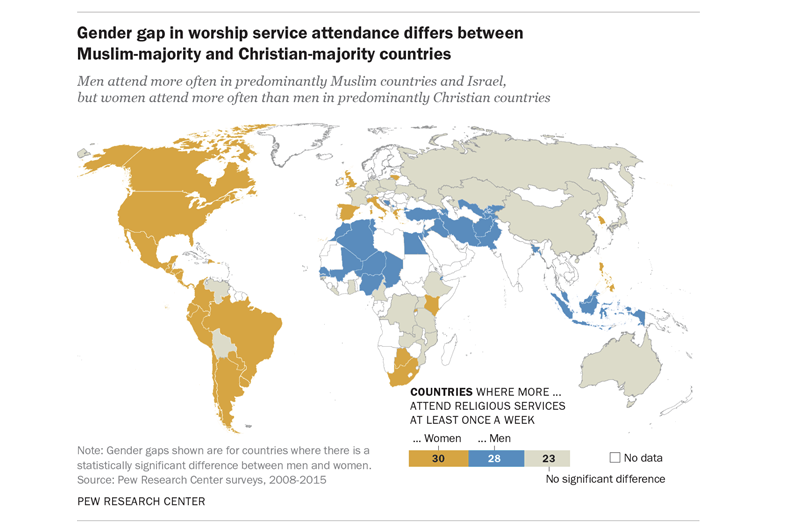 Gender gap in worship service attendance differs between
Muslim-majority and Christian-majority countries
Men attend more often in predominantly Muslim countries and Israel,
but women attend more often than men in predominantly Christian countries
COUNTRIES WHERE MORE ...
ATTEND RELIGIOUS SERVICES
AT LEAST ONCE A WEEK
... Women ... Men
30 28 23 No data
No significant difference
Note: Gender gaps shown are for countries where there is a
statistically significant difference between men and women.
Source: Pew Research Center surveys, 2008-2015
PEW RESEARCH CENTER